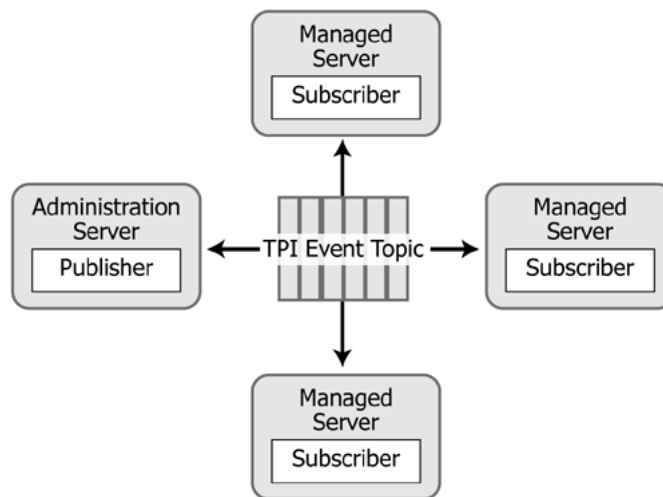 Managed
Server
Subscriber
Administration
Server
Publisher
TPI Event Topic
Managed
Server
Subscriber
Managed
Server
Subscriber